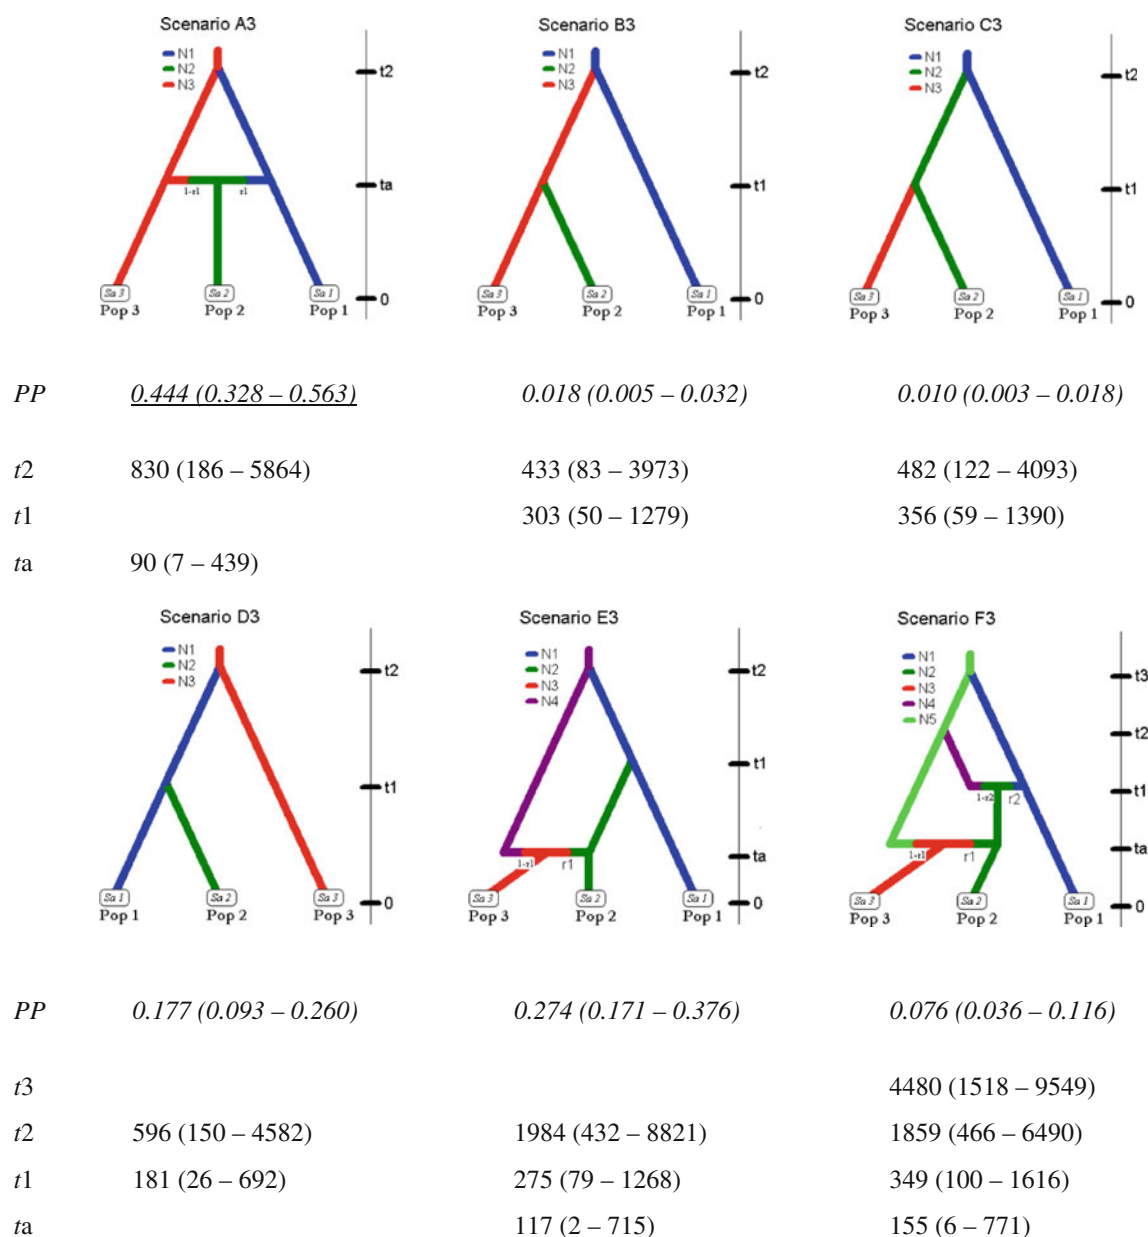 Scenario A3 Scenario B3 Scenario C3
N1 N1 N1
N2 t2 N2 t2 N2 t2
N3 N3 N3
ta t1 t1
1-r1 r1
Sa 3 Sa 2 Sa 1 0 Sa 3 Sa 2 Sa 1 0 Sa 3 Sa 2 Sa 1 0
Pop 3 Pop 2 Pop 1 Pop 3 Pop 2 Pop 1 Pop 3 Pop 2 Pop 1
PP 0.444 (0.328 – 0.563) 0.018 (0.005 – 0.032) 0.010 (0.003 – 0.018)
t2 830 (186 – 5864) 433 (83 – 3973) 482 (122 – 4093)
t1 303 (50 – 1279) 356 (59 – 1390)
ta 90 (7 – 439)
Scenario D3 Scenario E3 Scenario F3
N1 N1 N1
N2 t2 N2 t2 N2 t3
N3 N3 N3
N4 N4
N5 t2
t1 t1 t1
1-r2 r2
ta ta
1-r1 r1 1-r1 r1
Sa 1 Sa 2 Sa 3 0 Sa 3 Sa 2 Sa 1 0 Sa 3 Sa 2 Sa 1 0
Pop 1 Pop 2 Pop 3 Pop 3 Pop 2 Pop 1 Pop 3 Pop 2 Pop 1
PP 0.177 (0.093 – 0.260) 0.274 (0.171 – 0.376) 0.076 (0.036 – 0.116)
t3 4480 (1518 – 9549)
t2 596 (150 – 4582) 1984 (432 – 8821) 1859 (466 – 6490)
t1 181 (26 – 692) 275 (79 – 1268) 349 (100 – 1616)
ta 117 (2 – 715) 155 (6 – 771)